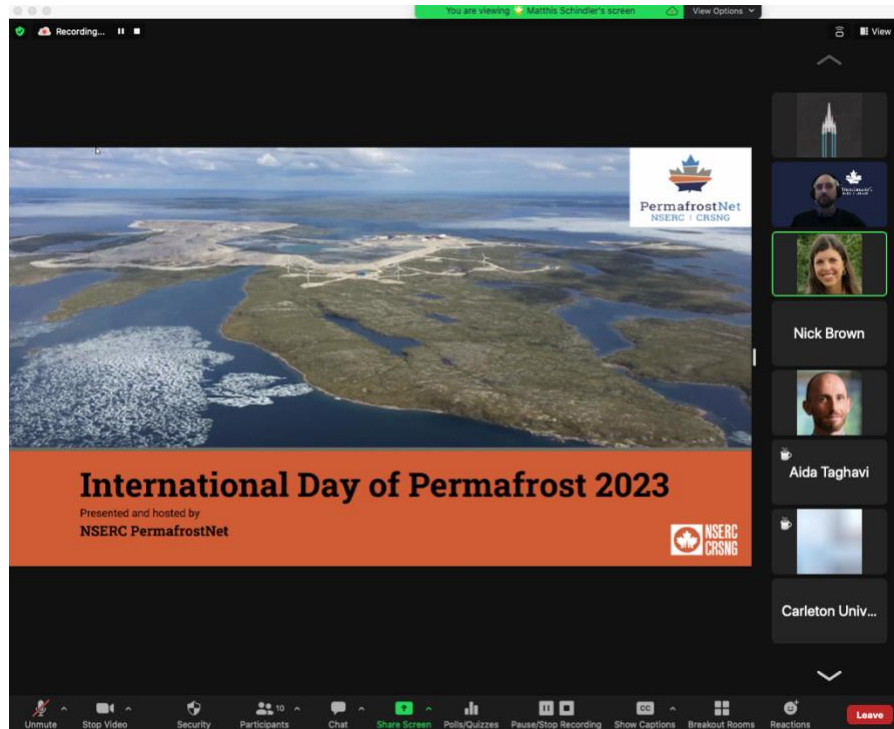 You are viewing Matthis Schindler's screen
View Options
Recording...
View
PermafrostNet
NSERC | CRSNG
Nick Brown
Aida Taghavi
Carleton Univ...
International Day of Permafrost 2023
Presented and hosted by
NSERC PermafrostNet
NSERC
CRSNG
Unmute
Stop Video
Security
10
Participants
Chat
Share Screen
Polls/Quizzes
Pause/Stop Recording
CC
Show Captions
Breakout Rooms
Reactions
Leave